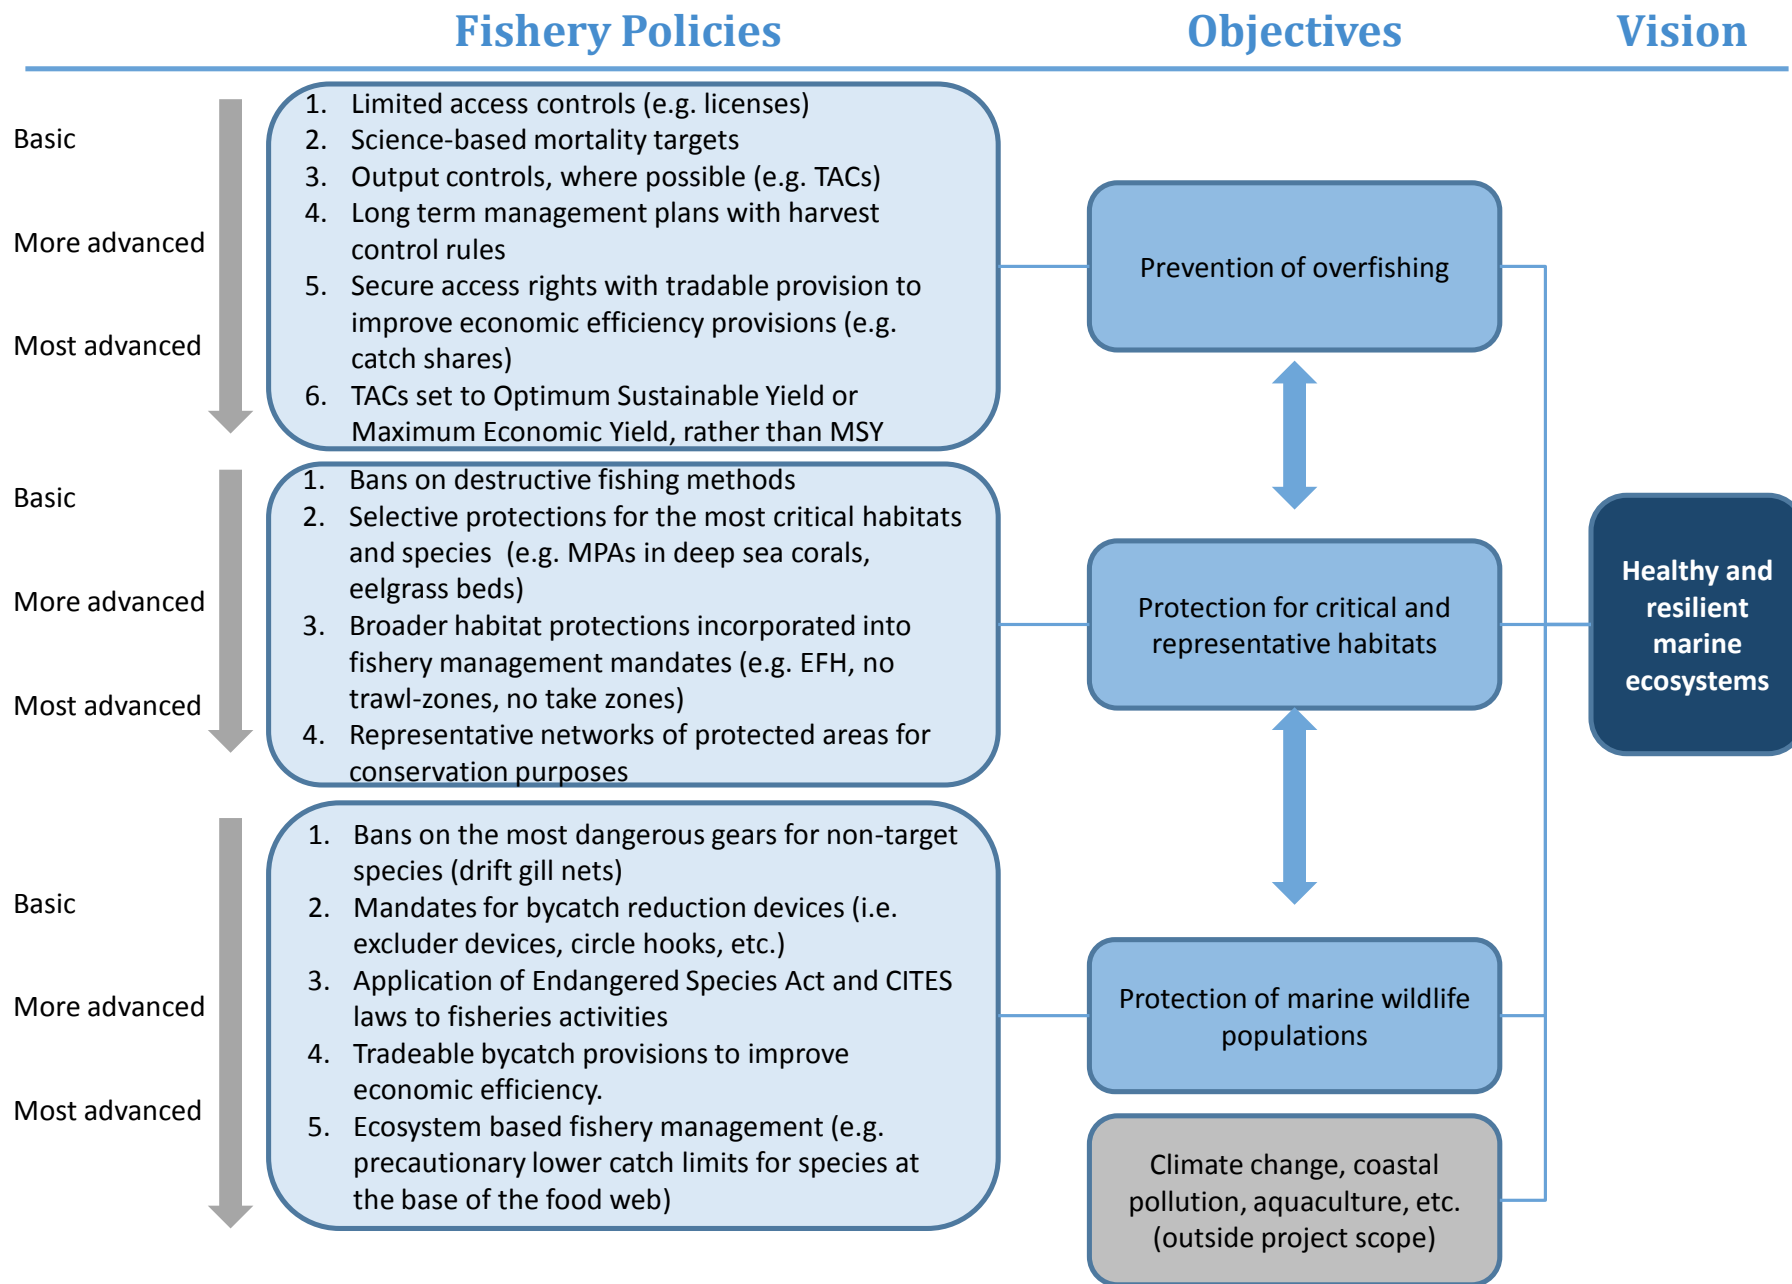 Fishery Policies
Objectives
Vision
Basic
More advanced
Most advanced
1. Limited access controls (e.g. licenses)
2. Science-based mortality targets
3. Output controls, where possible (e.g. TACs)
4. Long term management plans with harvest
control rules
5. Secure access rights with tradable provision to
improve economic efficiency provisions (e.g.
catch shares)
6. TACs set to Optimum Sustainable Yield or
Maximum Economic Yield, rather than MSY
Prevention of overfishing
Basic
More advanced
Most advanced
1. Bans on destructive fishing methods
2. Selective protections for the most critical habitats
and species (e.g. MPAs in deep sea corals,
eelgrass beds)
3. Broader habitat protections incorporated into
fishery management mandates (e.g. EFH, no
trawl-zones, no take zones)
4. Representative networks of protected areas for
conservation purposes
Protection for critical and
representative habitats
Healthy and
resilient
marine
ecosystems
Basic
More advanced
Most advanced
1. Bans on the most dangerous gears for non-target
species (drift gill nets)
2. Mandates for bycatch reduction devices (i.e.
excluder devices, circle hooks, etc.)
3. Application of Endangered Species Act and CITES
laws to fisheries activities
4. Tradeable bycatch provisions to improve
economic efficiency.
5. Ecosystem based fishery management (e.g.
precautionary lower catch limits for species at
the base of the food web)
Protection of marine wildlife
populations
Climate change, coastal
pollution, aquaculture, etc.
(outside project scope)